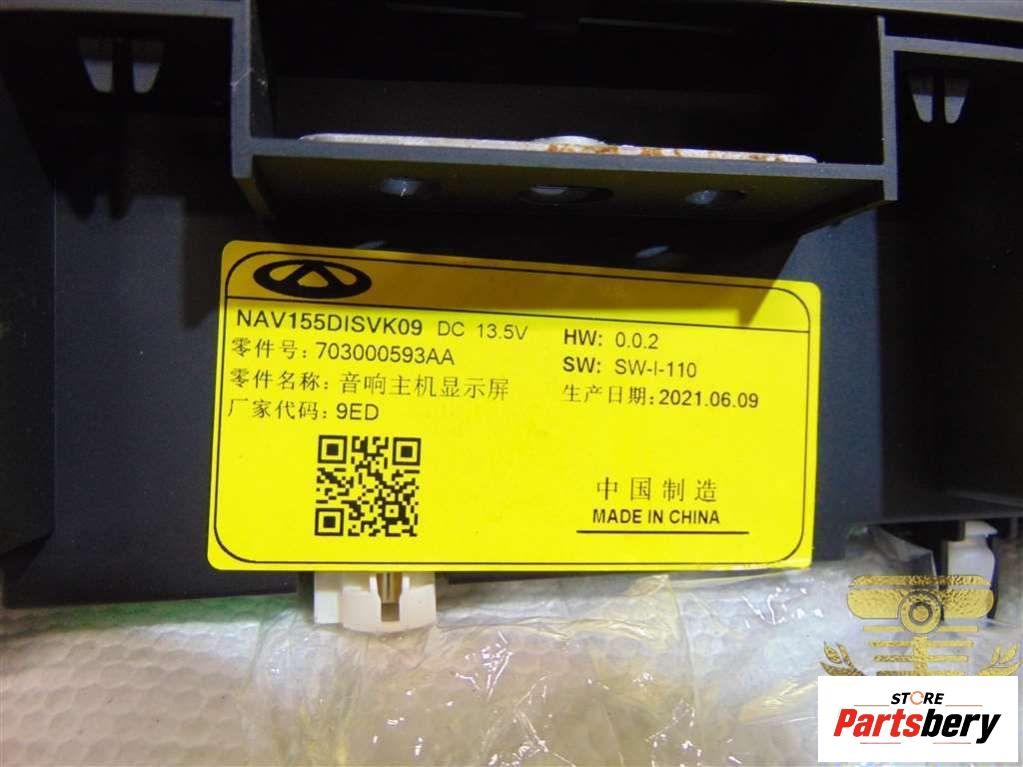 NAV155DISVK09 DC 13.5V
零件号: 703000593AA
零件名称: 音响主机显示屏
厂家代码: 9ED
HW: 0.0.2
SW: SW-I-110
生产日期: 2021.06.09
中国制造
MADE IN CHINA
STORE
Partsbery